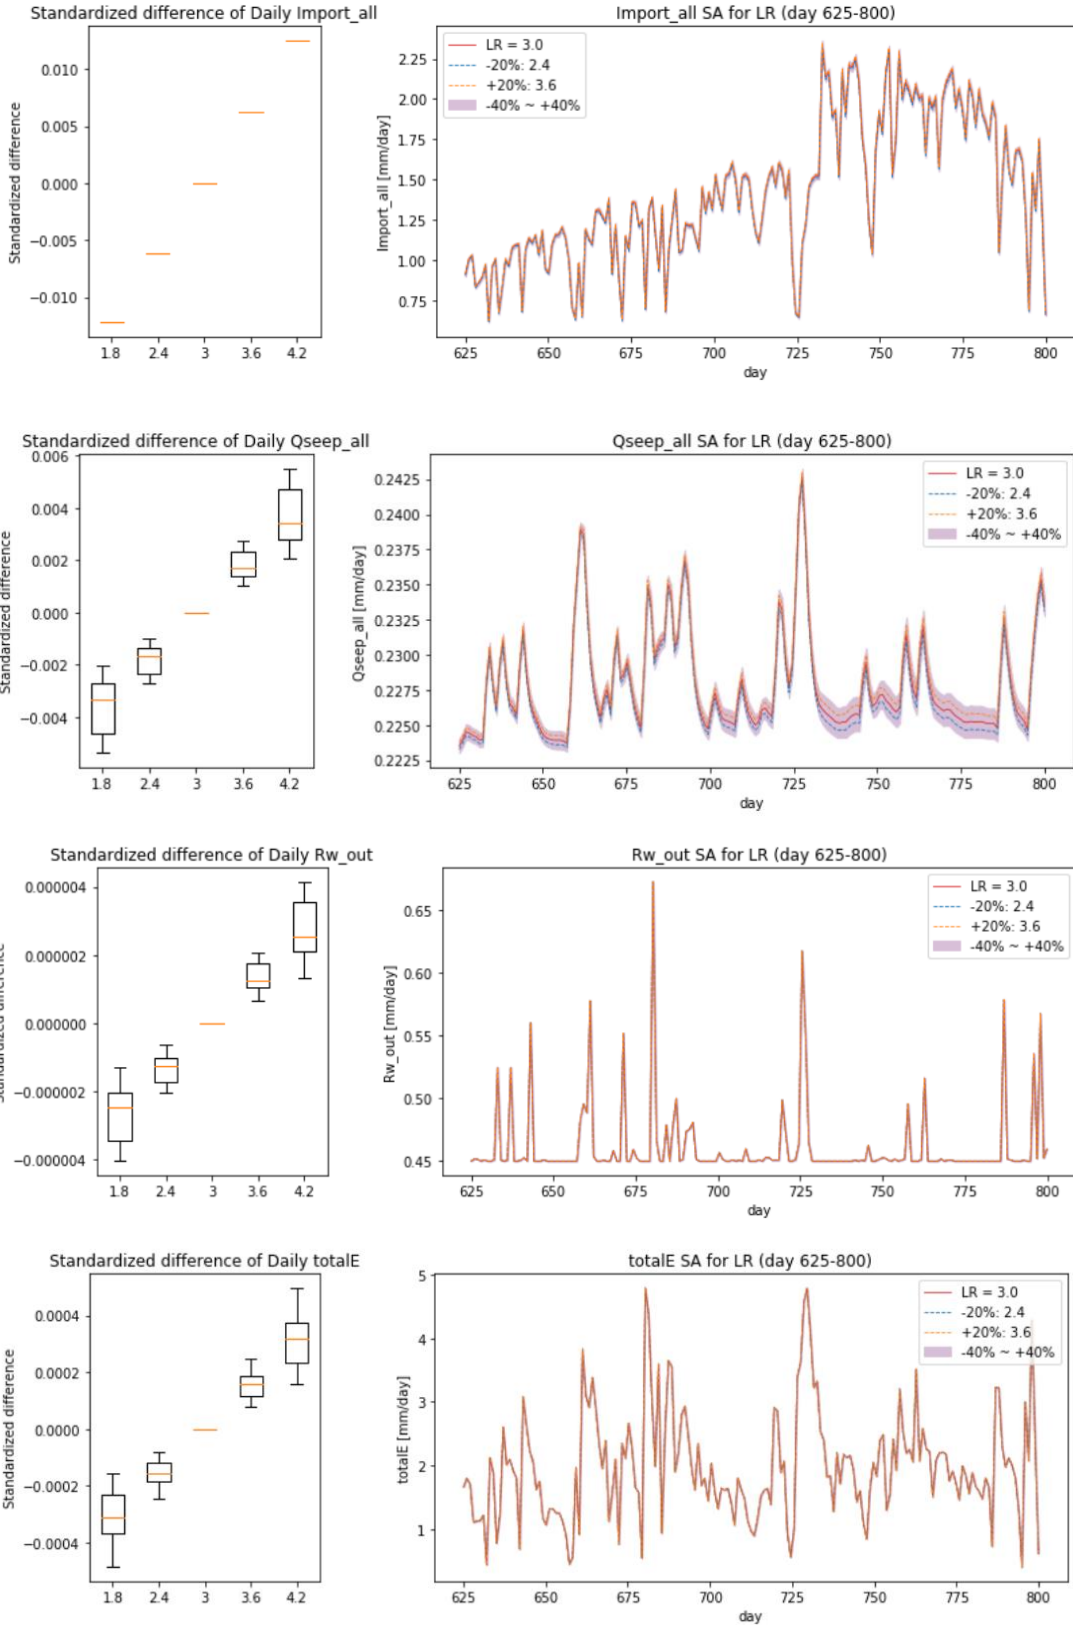 Standardized difference of Daily Import_all
Standardized difference
0.010
0.005
0.000
−0.005
−0.010
1.8 2.4 3 3.6 4.2
Import_all SA for LR (day 625-800)
LR = 3.0
-20%: 2.4
+20%: 3.6
-40% ~ +40%
Import_all [mm/day]
2.25
2.00
1.75
1.50
1.25
1.00
0.75
625 650 675 700 725 750 775 800
day
Standardized difference of Daily Qseep_all
Standardized difference
0.006
0.004
0.002
0.000
−0.002
−0.004
1.8 2.4 3 3.6 4.2
Qseep_all SA for LR (day 625-800)
LR = 3.0
-20%: 2.4
+20%: 3.6
-40% ~ +40%
Qseep_all [mm/day]
0.2425
0.2400
0.2375
0.2350
0.2325
0.2300
0.2275
0.2250
0.2225
625 650 675 700 725 750 775 800
day
Standardized difference of Daily Rw_out
0.000004
0.000002
0.000000
−0.000002
−0.000004
1.8 2.4 3 3.6 4.2
Rw_out SA for LR (day 625-800)
LR = 3.0
-20%: 2.4
+20%: 3.6
-40% ~ +40%
Rw_out [mm/day]
0.65
0.60
0.55
0.50
0.45
625 650 675 700 725 750 775 800
day
Standardized difference of Daily totalE
Standardized difference
0.0004
0.0002
0.0000
−0.0002
−0.0004
1.8 2.4 3 3.6 4.2
totalE SA for LR (day 625-800)
LR = 3.0
-20%: 2.4
+20%: 3.6
-40% ~ +40%
totalE [mm/day]
5
4
3
2
1
625 650 675 700 725 750 775 800
day